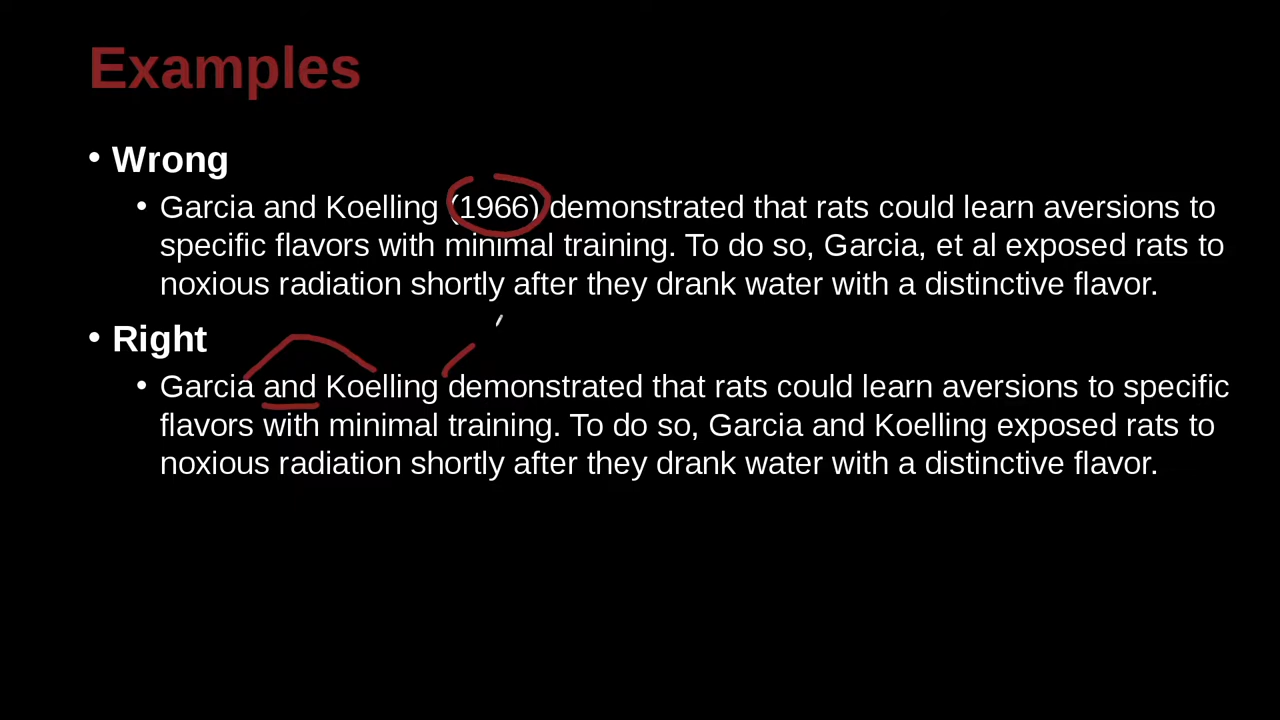 Examples
• Wrong
• Garcia and Koelling (1966) demonstrated that rats could learn aversions to
specific flavors with minimal training. To do so, Garcia, et al exposed rats to
noxious radiation shortly after they drank water with a distinctive flavor.
• Right
• Garcia and Koelling demonstrated that rats could learn aversions to specific
flavors with minimal training. To do so, Garcia and Koelling exposed rats to
noxious radiation shortly after they drank water with a distinctive flavor.